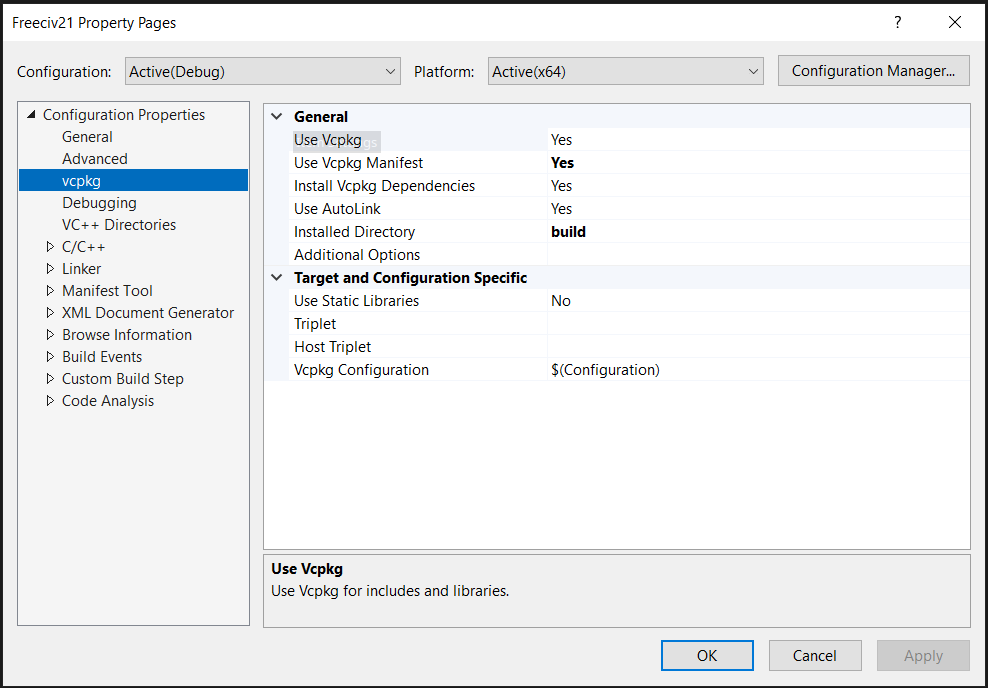 Freeciv21 Property Pages ?
Configuration: Active(Debug) Platform: Active(x64) Configuration Manager...
Configuration Properties
General
Advanced
vcpkg
Debugging
VC++ Directories
C/C++
Linker
Manifest Tool
XML Document Generator
Browse Information
Build Events
Custom Build Step
Code Analysis
General
Use Vcpkg Yes
Use Vcpkg Manifest Yes
Install Vcpkg Dependencies Yes
Use AutoLink Yes
Installed Directory build
Additional Options
Target and Configuration Specific
Use Static Libraries No
Triplet
Host Triplet
Vcpkg Configuration $(Configuration)
Use Vcpkg
Use Vcpkg for includes and libraries.
OK Cancel Apply